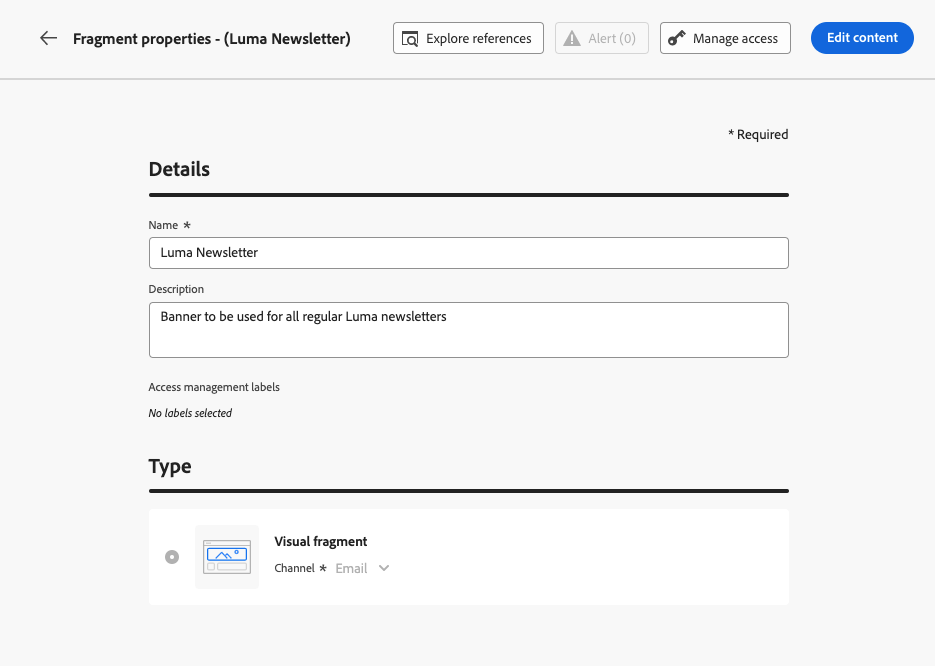 Fragment properties - (Luma Newsletter)
Explore references
Alert (0)
Manage access
Edit content
* Required
Details
Name *
Luma Newsletter
Description
Banner to be used for all regular Luma newsletters
Access management labels
No labels selected
Type
Visual fragment
Channel * Email